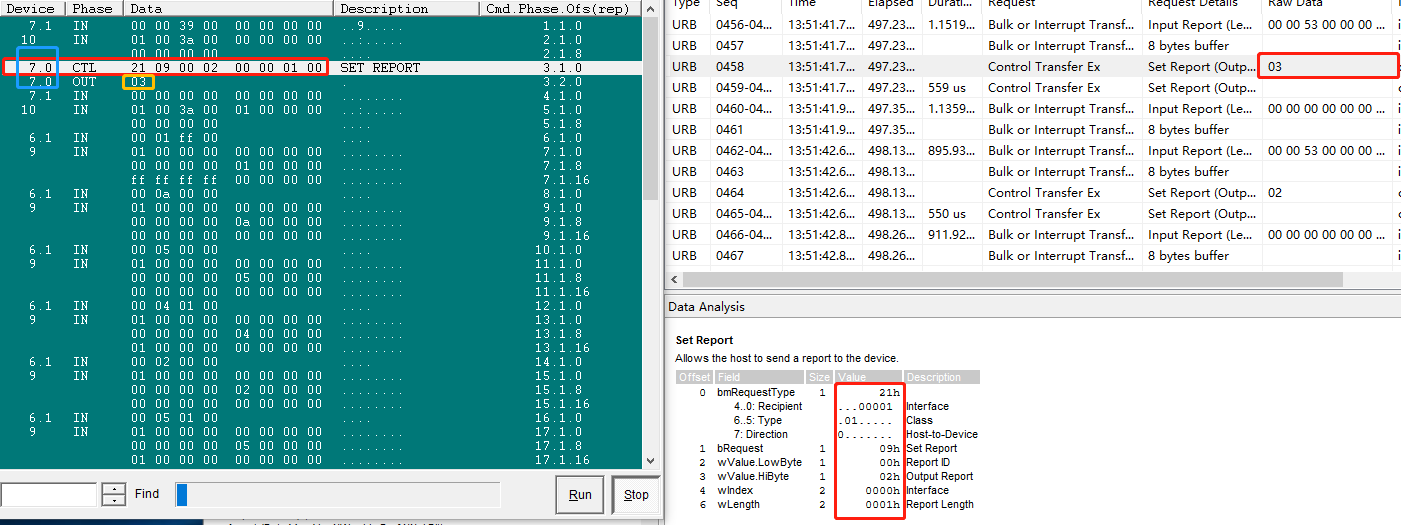 Device Phase Data Description Cmd.Phase.Ofs(rep)
7.1 IN 00 00 39 00 00 00 00 00 ..9..... 1.1.0
10 IN 01 00 3a 00 00 00 00 00 ..:..... 2.1.0
00 00 00 00 .... 2.1.8
7.0 CTL 21 09 00 02 00 00 01 00 SET REPORT 3.1.0
7.0 OUT 03 . 3.2.0
7.1 IN 00 00 00 00 00 00 00 00 ........ 4.1.0
10 IN 01 00 3a 00 01 00 00 00 ..:..... 5.1.0
00 00 00 00 .... 5.1.8
6.1 IN 00 01 ff 00 .... 6.1.0
9 IN 01 00 00 00 00 00 00 00 ........ 7.1.0
00 00 00 00 01 00 00 00 ........ 7.1.8
ff ff ff ff 00 00 00 00 ........ 7.1.16
6.1 IN 00 0a 00 00 .... 8.1.0
9 IN 01 00 00 00 00 00 00 00 ........ 9.1.0
00 00 00 00 0a 00 00 00 ........ 9.1.8
00 00 00 00 00 00 00 00 ........ 9.1.16
6.1 IN 00 05 00 00 .... 10.1.0
9 IN 01 00 00 00 00 00 00 00 ........ 11.1.0
00 00 00 00 05 00 00 00 ........ 11.1.8
00 00 00 00 00 00 00 00 ........ 11.1.16
6.1 IN 00 04 01 00 .... 12.1.0
9 IN 01 00 00 00 00 00 00 00 ........ 13.1.0
00 00 00 00 04 00 00 00 ........ 13.1.8
01 00 00 00 00 00 00 00 ........ 13.1.16
6.1 IN 00 02 00 00 .... 14.1.0
9 IN 01 00 00 00 00 00 00 00 ........ 15.1.0
00 00 00 00 02 00 00 00 ........ 15.1.8
00 00 00 00 00 00 00 00 ........ 15.1.16
6.1 IN 00 05 01 00 .... 16.1.0
9 IN 01 00 00 00 00 00 00 00 ........ 17.1.0
00 00 00 00 05 00 00 00 ........ 17.1.8
01 00 00 00 00 00 00 00 ........ 17.1.16
Find Run Stop
Type Seq Time Elapsed Durati... Request Request Details Raw Data
URB 0456-04... 13:51:41.7... 497.23... 1.1519... Bulk or Interrupt Transf... Input Report (Le... 00 00 53 00 00 00 ...
URB 0457 13:51:41.7... 497.23... Bulk or Interrupt Transf... 8 bytes buffer
URB 0458 13:51:41.7... 497.23... Control Transfer Ex Set Report (Outp... 03
URB 0459-04... 13:51:41.7... 497.23... 559 us Control Transfer Ex Set Report (Outp...
URB 0460-04... 13:51:41.9... 497.35... 1.1359... Bulk or Interrupt Transf... Input Report (Le... 00 00 00 00 00 00 ...
URB 0461 13:51:41.9... 497.35... Bulk or Interrupt Transf... 8 bytes buffer
URB 0462-04... 13:51:42.6... 498.13... 895.93... Bulk or Interrupt Transf... Input Report (Le... 00 00 53 00 00 00 ...
URB 0463 13:51:42.6... 498.13... Bulk or Interrupt Transf... 8 bytes buffer
URB 0464 13:51:42.6... 498.13... Control Transfer Ex Set Report (Outp... 02
URB 0465-04... 13:51:42.6... 498.13... 550 us Control Transfer Ex Set Report (Outp...
URB 0466-04... 13:51:42.8... 498.26... 911.92... Bulk or Interrupt Transf... Input Report (Le... 00 00 00 00 00 00 ...
URB 0467 13:51:42.8... 498.26... Bulk or Interrupt Transf... 8 bytes buffer
Data Analysis
Set Report
Allows the host to send a report to the device.
Offset Field Size Value Description
0 bmRequestType 1 21h
4..0: Recipient ...00001 Interface
6..5: Type .01..... Class
7: Direction 0....... Host-to-Device
1 bRequest 1 09h Set Report
2 wValue.LowByte 1 00h Report ID
3 wValue.HiByte 1 02h Output Report
4 wIndex 2 0000h Interface
6 wLength 2 0001h Report Length